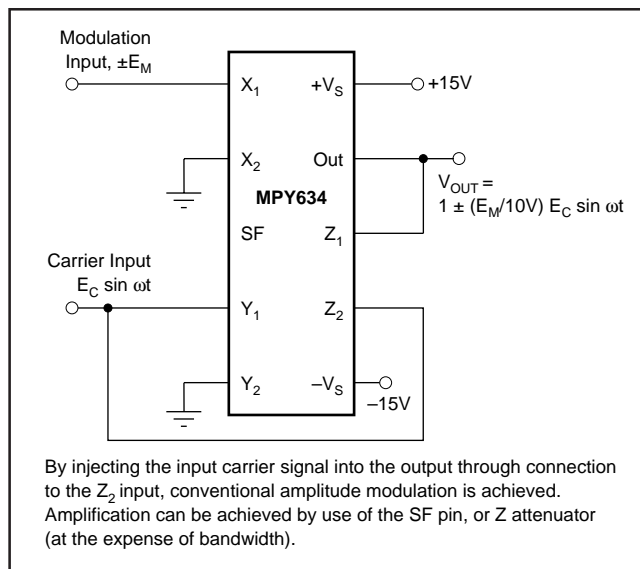 Modulation
Input, ±E_M
X_1
+V_S
+15V
X_2
Out
MPY634
V_OUT =
1 ± (E_M/10V) E_C sin ωt
SF
Z_1
Carrier Input
E_C sin ωt
Y_1
Z_2
Y_2
–V_S
–15V
By injecting the input carrier signal into the output through connection
to the Z_2 input, conventional amplitude modulation is achieved.
Amplification can be achieved by use of the SF pin, or Z attenuator
(at the expense of bandwidth).